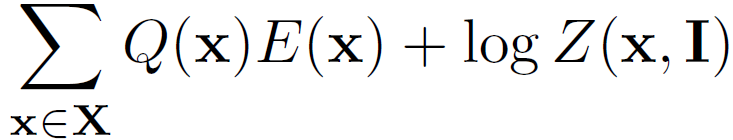 ∑ Q(x)E(x) + log Z(x, I)
x∈X